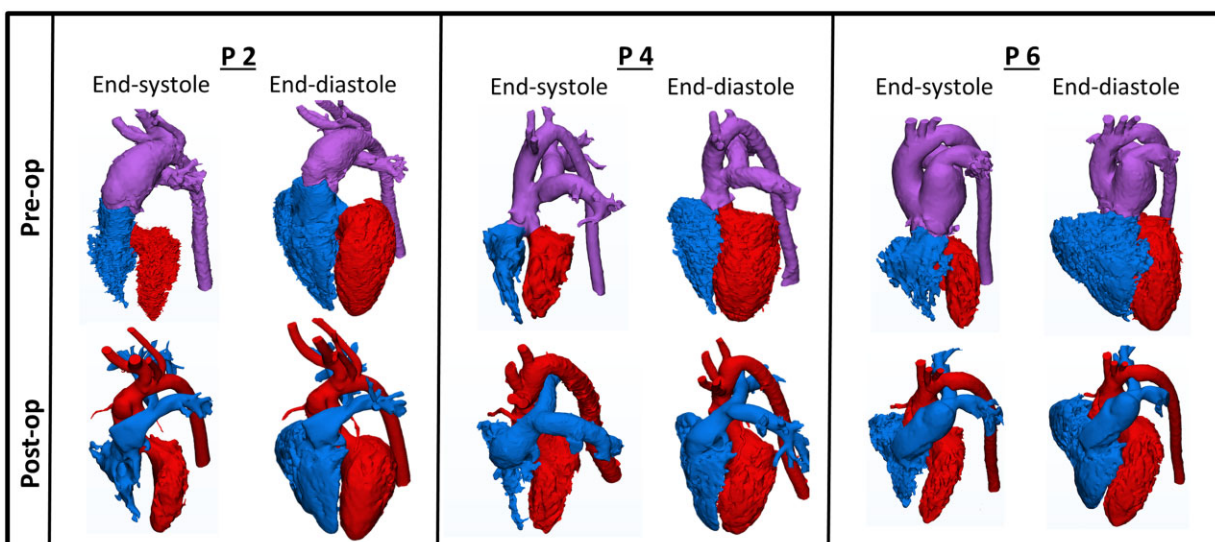 P 2
End-systole End-diastole
P 4
End-systole End-diastole
P 6
End-systole End-diastole
Pre-op
Post-op